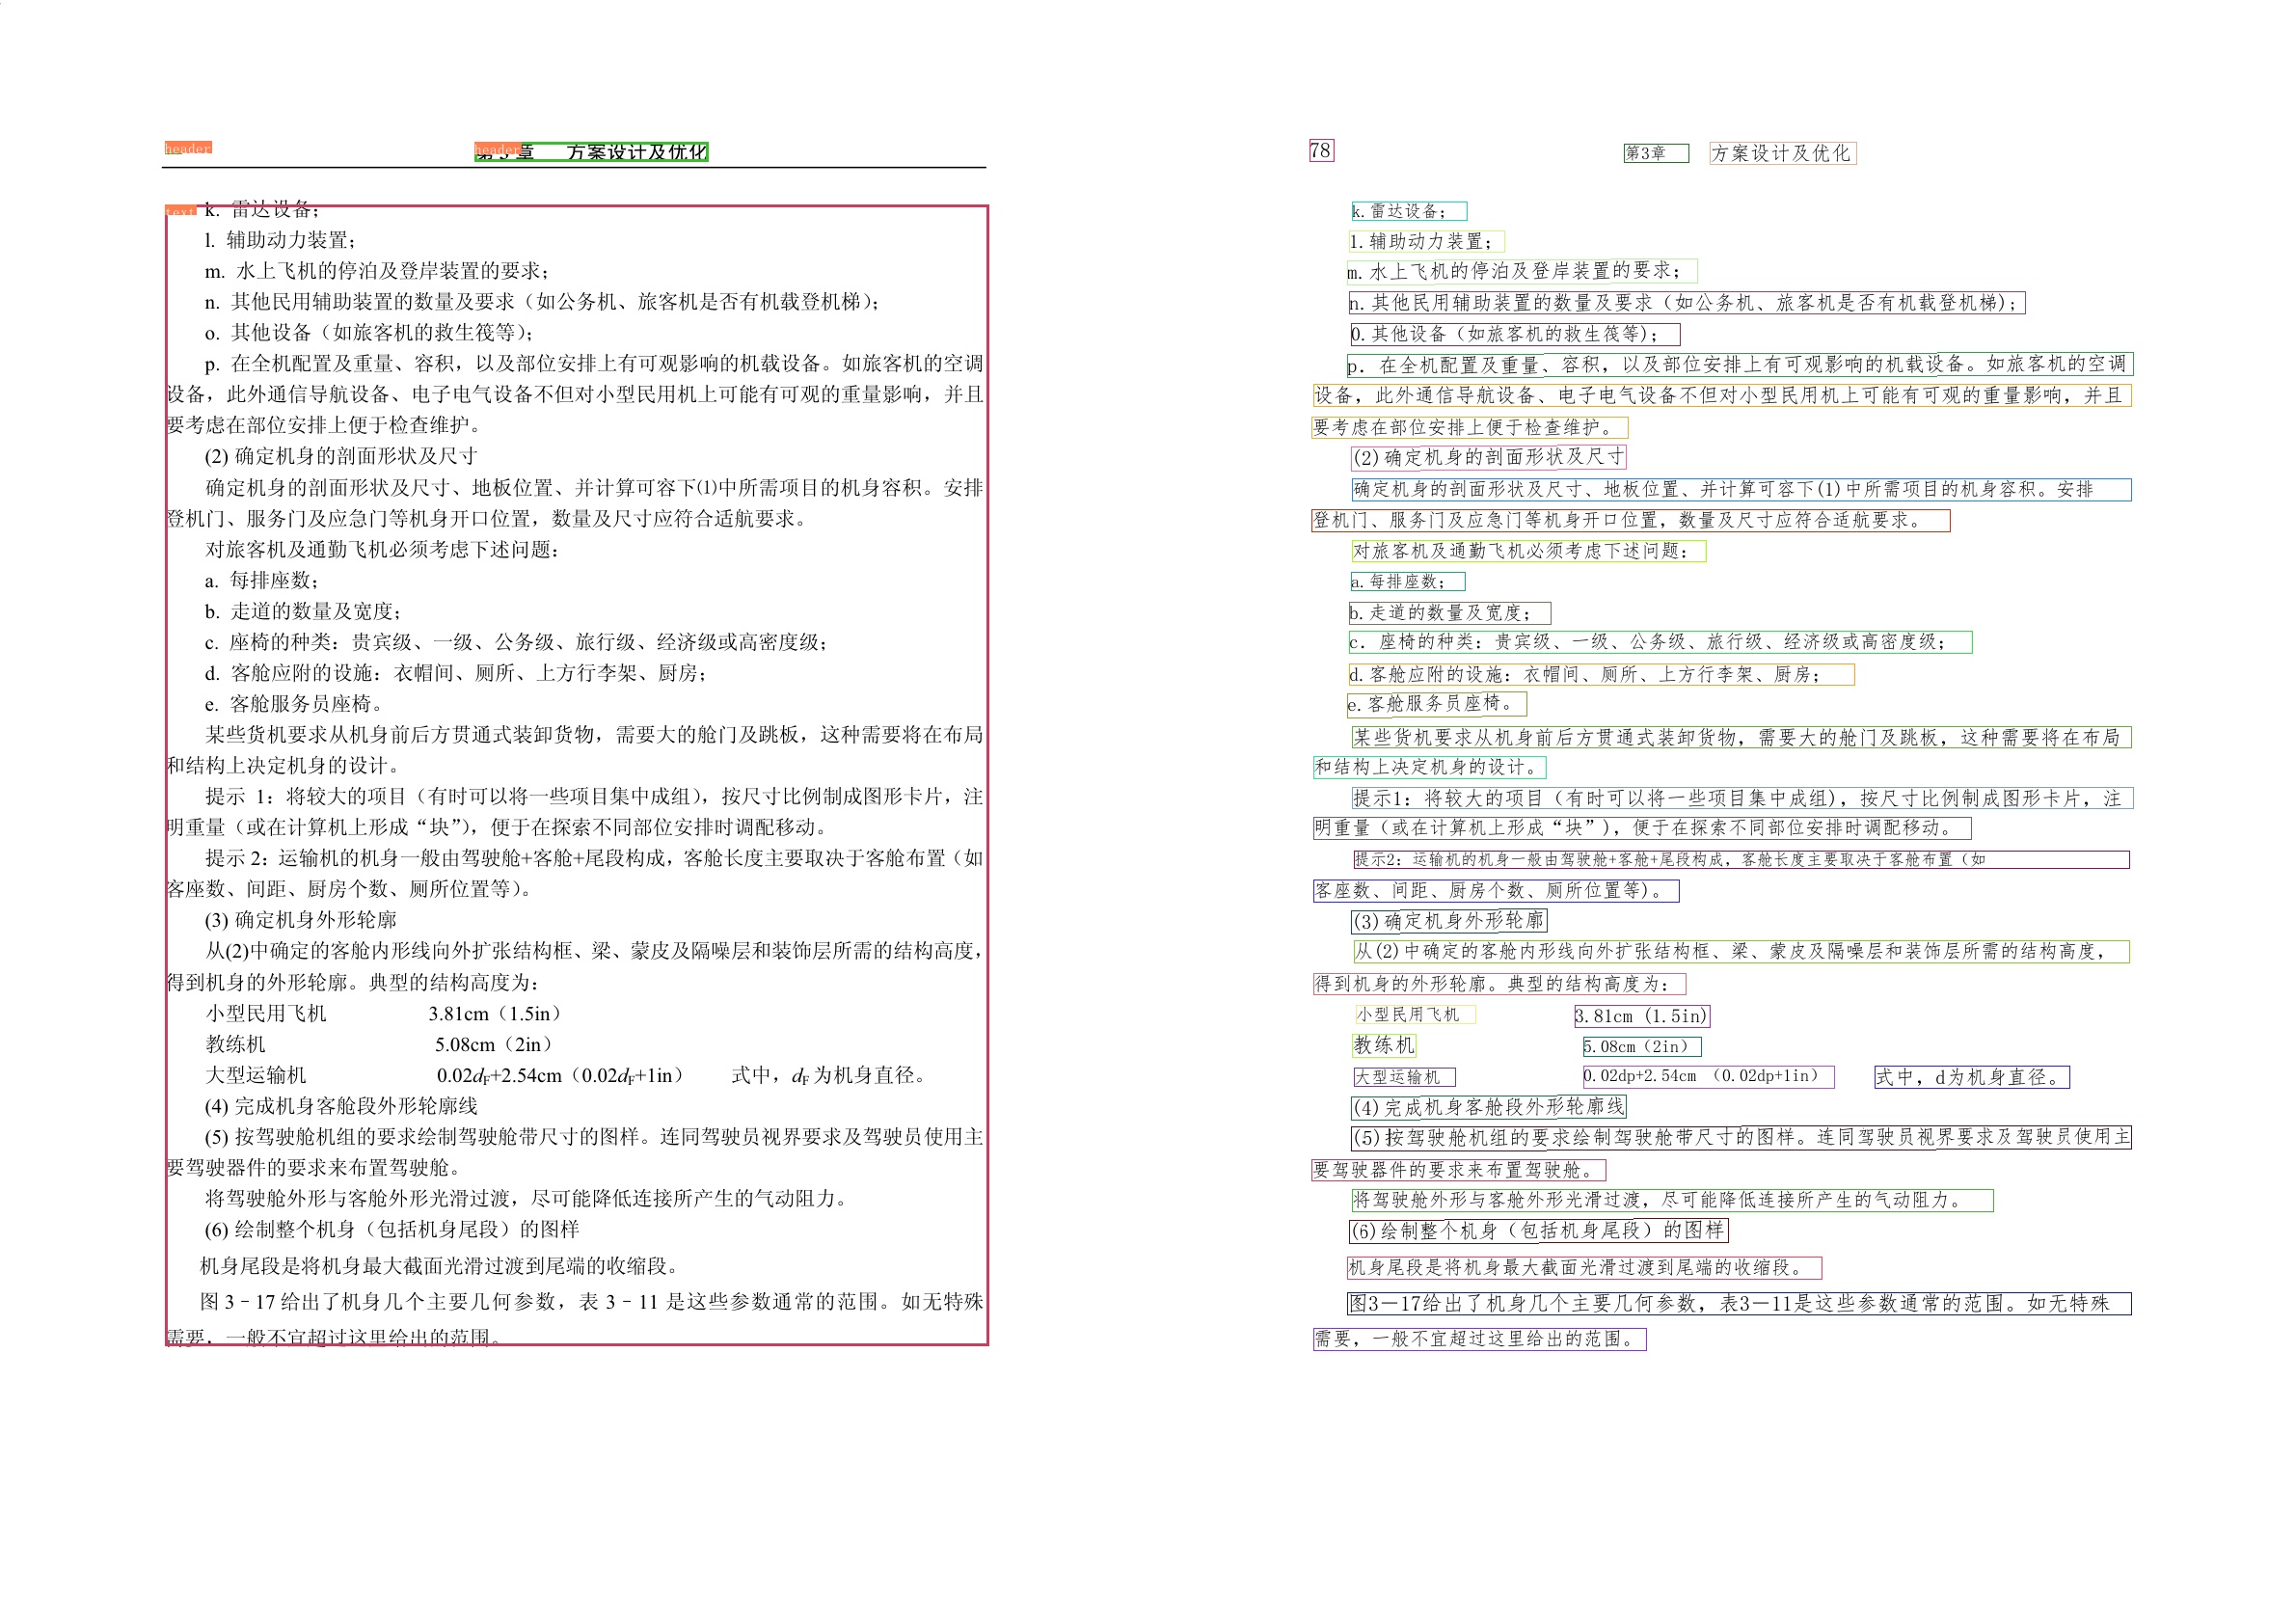 header
header
第 3 章 方案设计及优化
text
k. 雷达设备；
l. 辅助动力装置；
m. 水上飞机的停泊及登岸装置的要求；
n. 其他民用辅助装置的数量及要求（如公务机、旅客机是否有机载登机梯）；
o. 其他设备（如旅客机的救生筏等）；
p. 在全机配置及重量、容积，以及部位安排上有可观影响的机载设备。如旅客机的空调
设备，此外通信导航设备、电子电气设备不但对小型民用机上可能有可观的重量影响，并且
要考虑在部位安排上便于检查维护。
(2) 确定机身的剖面形状及尺寸
确定机身的剖面形状及尺寸、地板位置、并计算可容下⑴中所需项目的机身容积。安排
登机门、服务门及应急门等机身开口位置，数量及尺寸应符合适航要求。
对旅客机及通勤飞机必须考虑下述问题：
a. 每排座数；
b. 走道的数量及宽度；
c. 座椅的种类：贵宾级、一级、公务级、旅行级、经济级或高密度级；
d. 客舱应附的设施：衣帽间、厕所、上方行李架、厨房；
e. 客舱服务员座椅。
某些货机要求从机身前后方贯通式装卸货物，需要大的舱门及跳板，这种需要将在布局
和结构上决定机身的设计。
提示 1：将较大的项目（有时可以将一些项目集中成组），按尺寸比例制成图形卡片，注
明重量（或在计算机上形成“块”），便于在探索不同部位安排时调配移动。
提示 2：运输机的机身一般由驾驶舱+客舱+尾段构成，客舱长度主要取决于客舱布置（如
客座数、间距、厨房个数、厕所位置等）。
(3) 确定机身外形轮廓
从(2)中确定的客舱内形线向外扩张结构框、梁、蒙皮及隔噪层和装饰层所需的结构高度，
得到机身的外形轮廓。典型的结构高度为：
小型民用飞机 3.81cm（1.5in）
教练机 5.08cm（2in）
大型运输机 0.02dF+2.54cm（0.02dF+1in） 式中，dF 为机身直径。
(4) 完成机身客舱段外形轮廓线
(5) 按驾驶舱机组的要求绘制驾驶舱带尺寸的图样。连同驾驶员视界要求及驾驶员使用主
要驾驶器件的要求来布置驾驶舱。
将驾驶舱外形与客舱外形光滑过渡，尽可能降低连接所产生的气动阻力。
(6) 绘制整个机身（包括机身尾段）的图样
机身尾段是将机身最大截面光滑过渡到尾端的收缩段。
图 3－17 给出了机身几个主要几何参数，表 3－11 是这些参数通常的范围。如无特殊
需要，一般不宜超过这里给出的范围。
78 第3章 方案设计及优化
k.雷达设备；
l.辅助动力装置；
m.水上飞机的停泊及登岸装置的要求；
n.其他民用辅助装置的数量及要求（如公务机、旅客机是否有机载登机梯)；
0.其他设备（如旅客机的救生筏等)；
p. 在全机配置及重量、容积，以及部位安排上有可观影响的机载设备。如旅客机的空调
设备，此外通信导航设备、电子电气设备不但对小型民用机上可能有可观的重量影响，并且
要考虑在部位安排上便于检查维护。
(2)确定机身的剖面形状及尺寸
确定机身的剖面形状及尺寸、地板位置、并计算可容下(1)中所需项目的机身容积。安排
登机门、服务门及应急门等机身开口位置，数量及尺寸应符合适航要求。
对旅客机及通勤飞机必须考虑下述问题：
a.每排座数；
b.走道的数量及宽度；
c. 座椅的种类：贵宾级、一级、公务级、旅行级、经济级或高密度级；
d.客舱应附的设施：衣帽间、厕所、上方行李架、厨房；
e.客舱服务员座椅。
某些货机要求从机身前后方贯通式装卸货物，需要大的舱门及跳板，这种需要将在布局
和结构上决定机身的设计。
提示1：将较大的项目（有时可以将一些项目集中成组)，按尺寸比例制成图形卡片，注
明重量（或在计算机上形成“块”)，便于在探索不同部位安排时调配移动。
提示2：运输机的机身一般由驾驶舱+客舱+尾段构成，客舱长度主要取决于客舱布置（如
客座数、间距、厨房个数、厕所位置等)。
(3)确定机身外形轮廓
从(2)中确定的客舱内形线向外扩张结构框、梁、蒙皮及隔噪层和装饰层所需的结构高度，
得到机身的外形轮廓。典型的结构高度为：
小型民用飞机 3.81cm (1.5in)
教练机 5.08cm（2in）
大型运输机 0.02dp+2.54cm （0.02dp+1in） 式中，d为机身直径。
(4)完成机身客舱段外形轮廓线
(5)按驾驶舱机组的要求绘制驾驶舱带尺寸的图样。连同驾驶员视界要求及驾驶员使用主
要驾驶器件的要求来布置驾驶舱。
将驾驶舱外形与客舱外形光滑过渡，尽可能降低连接所产生的气动阻力。
(6)绘制整个机身（包括机身尾段）的图样
机身尾段是将机身最大截面光滑过渡到尾端的收缩段。
图3－17给出了机身几个主要几何参数，表3－11是这些参数通常的范围。如无特殊
需要，一般不宜超过这里给出的范围。